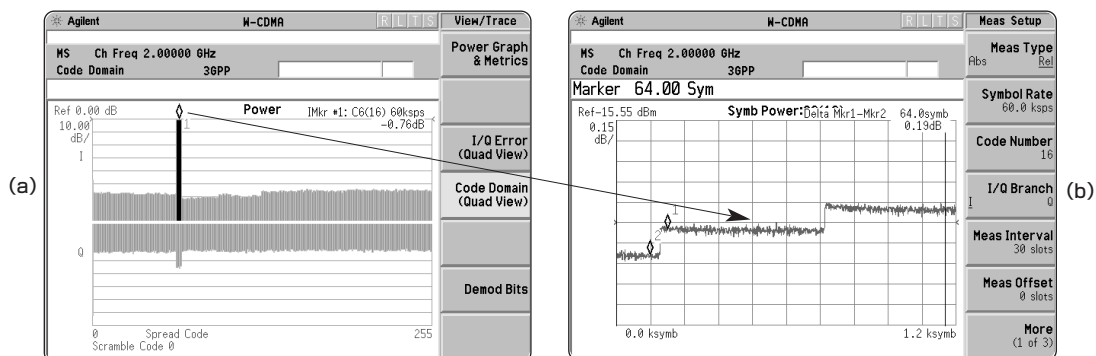 (a)
Agilent
W-CDMA
R L T S
View/Trace
MS Ch Freq 2.00000 GHz
Code Domain 3GPP
Power Graph
& Metrics
I/Q Error
(Quad View)
Code Domain
(Quad View)
Demod Bits
Ref 0.00 dB
Power
IMkr #1: C6(16) 60ksps
-0.76dB
10.00
dB/
1
I
Q
0
Spread Code
255
Scramble Code 0
Agilent
W-CDMA
R L T S
Meas Setup
MS Ch Freq 2.00000 GHz
Code Domain 3GPP
Marker 64.00 Sym
Meas Type
Abs Rel
Symbol Rate
60.0 ksps
Code Number
16
I/Q Branch
I Q
Meas Interval
30 slots
Meas Offset
0 slots
More
(1 of 3)
Ref-15.55 dBm
Symb Power:
Delta Mkr1-Mkr2
64.0symb
0.19dB
0.15
dB/
1
2
0.0 ksymb
1.2 ksymb
(b)